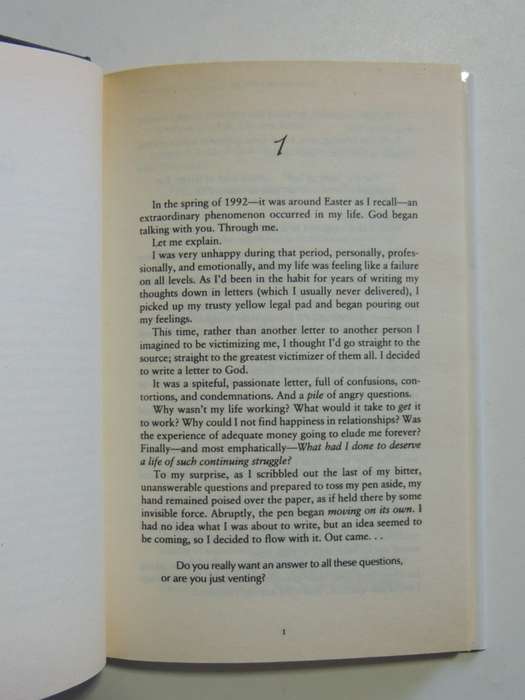 1
In the spring of 1992—it was around Easter as I recall—an
extraordinary phenomenon occurred in my life. God began
talking with you. Through me.
Let me explain.
I was very unhappy during that period, personally, profes-
sionally, and emotionally, and my life was feeling like a failure
on all levels. As I'd been in the habit for years of writing my
thoughts down in letters (which I usually never delivered), I
picked up my trusty yellow legal pad and began pouring out
my feelings.
This time, rather than another letter to another person I
imagined to be victimizing me, I thought I'd go straight to the
source; straight to the greatest victimizer of them all. I decided
to write a letter to God.
It was a spiteful, passionate letter, full of confusions, con-
tortions, and condemnations. And a pile of angry questions.
Why wasn't my life working? What would it take to get it
to work? Why could I not find happiness in relationships? Was
the experience of adequate money going to elude me forever?
Finally—and most emphatically—What had I done to deserve
a life of such continuing struggle?
To my surprise, as I scribbled out the last of my bitter,
unanswerable questions and prepared to toss my pen aside, my
hand remained poised over the paper, as if held there by some
invisible force. Abruptly, the pen began moving on its own. I
had no idea what I was about to write, but an idea seemed to
be coming, so I decided to flow with it. Out came. . .
Do you really want an answer to all these questions,
or are you just venting?
1